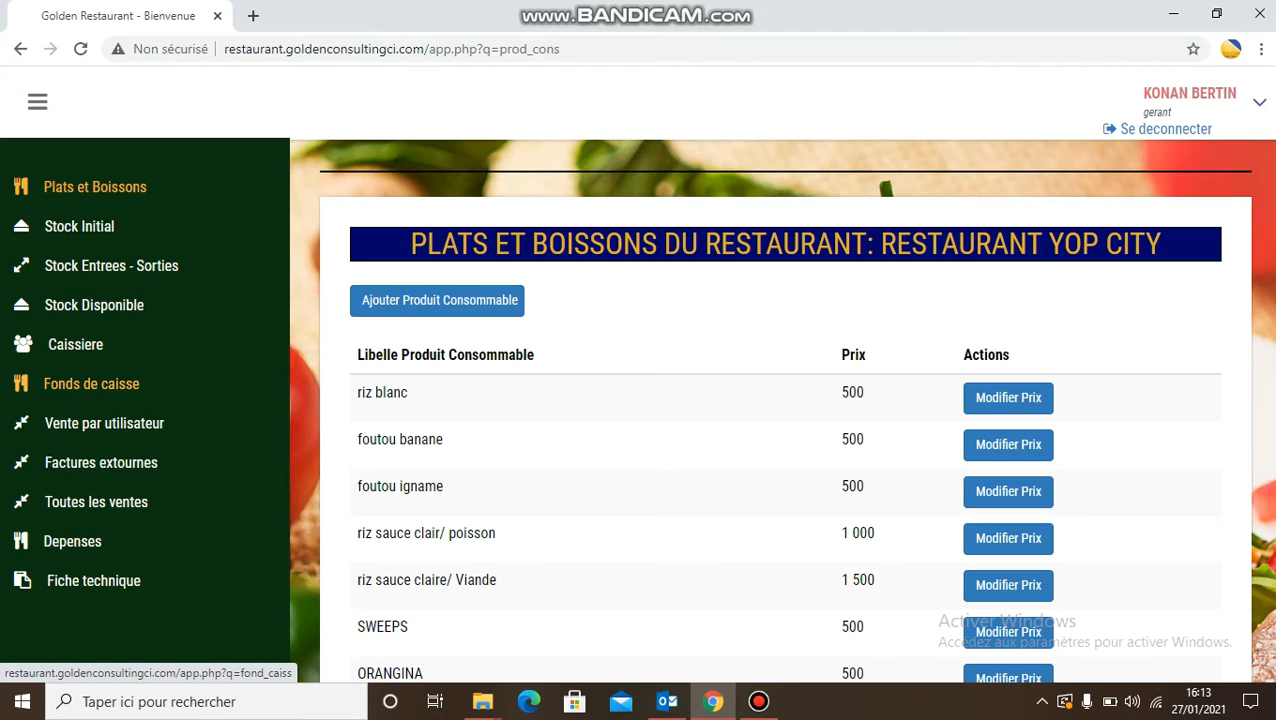 Golden Restaurant - Bienvenue
www.BANDICAM.com
Non sécurisé
restaurant.goldenconsultingci.com/app.php?q=prod_cons
KONAN BERTIN
gerant
Se deconnecter
Plats et Boissons
Stock Initial
Stock Entrees - Sorties
Stock Disponible
Caissiere
Fonds de caisse
Vente par utilisateur
Factures extournes
Toutes les ventes
Depenses
Fiche technique
PLATS ET BOISSONS DU RESTAURANT: RESTAURANT YOP CITY
Ajouter Produit Consommable
Libelle Produit Consommable Prix Actions
riz blanc 500 Modifier Prix
foutou banane 500 Modifier Prix
foutou igname 500 Modifier Prix
riz sauce clair/ poisson 1 000 Modifier Prix
riz sauce claire/ Viande 1 500 Modifier Prix
SWEEPS 500 Modifier Prix
ORANGINA 500 Modifier Prix
Activer Windows
Accédez aux paramètres pour activer Windows.
restaurant.goldenconsultingci.com/app.php?q=fond_caiss
Taper ici pour rechercher
16:13
27/01/2021